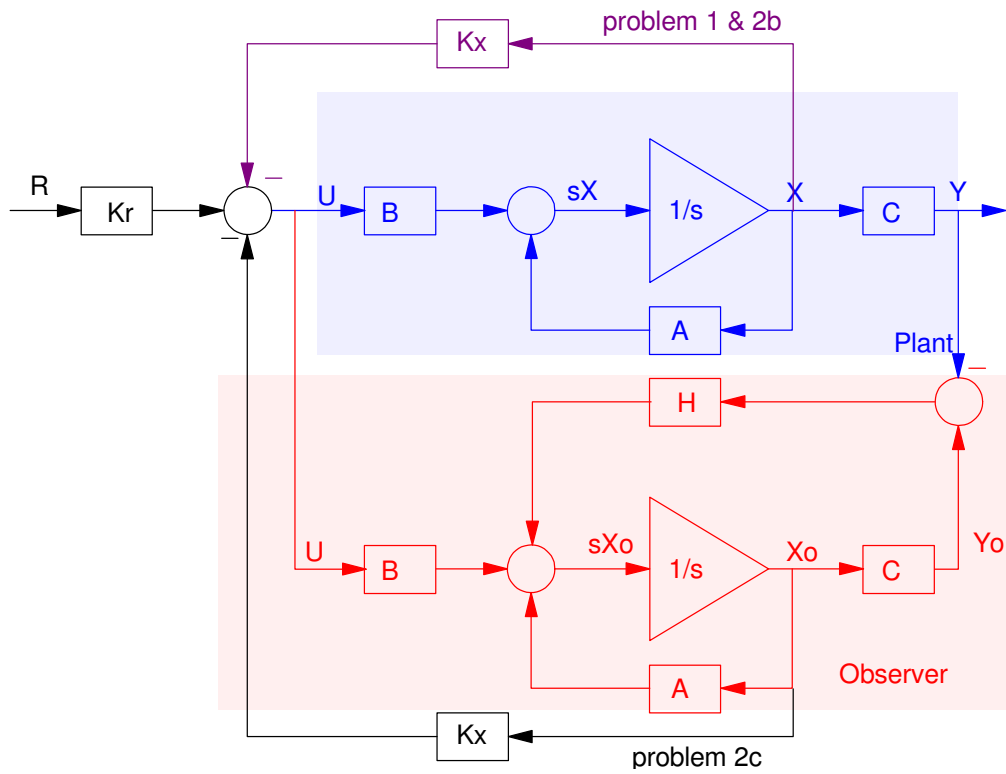 problem 1 & 2b
Kx
R
Kr
_
_
U
B
sX
1/s
X
C
Y
A
Plant
_
H
U
B
sXo
1/s
Xo
C
Yo
A
Observer
Kx
problem 2c